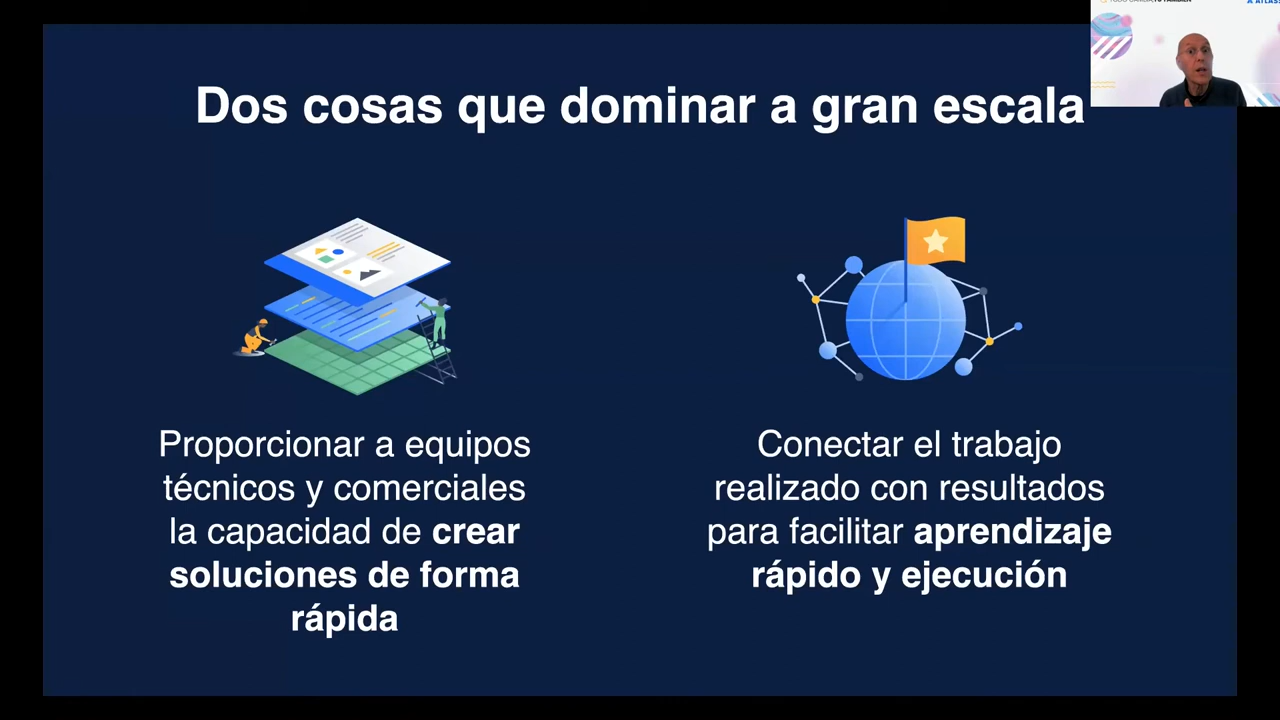 Dos cosas que dominar a gran escala
Proporcionar a equipos
técnicos y comerciales
la capacidad de crear
soluciones de forma
rápida
Conectar el trabajo
realizado con resultados
para facilitar aprendizaje
rápido y ejecución